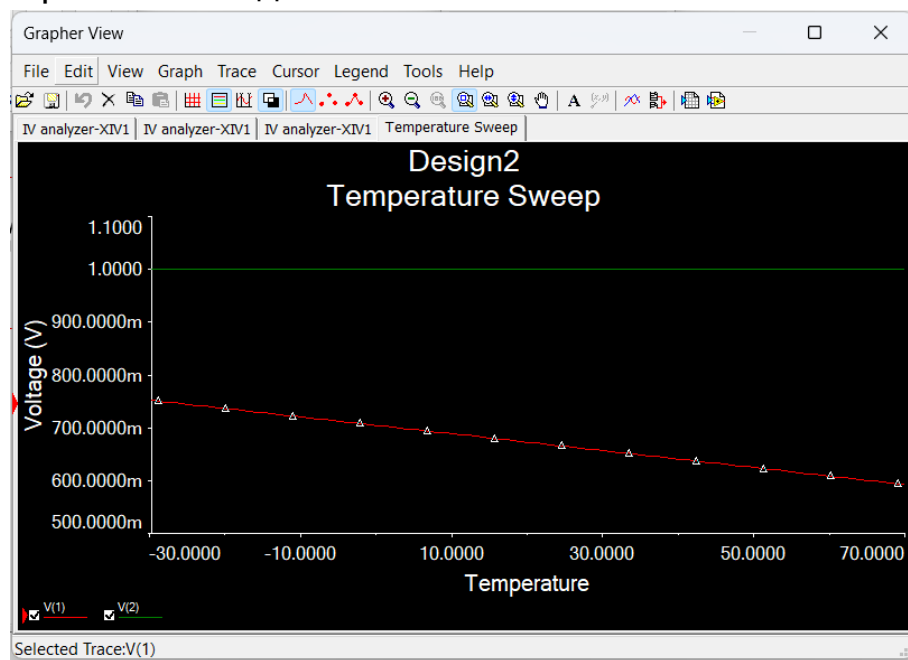 Grapher View
File Edit View Graph Trace Cursor Legend Tools Help
A
IV analyzer-XIV1 IV analyzer-XIV1 IV analyzer-XIV1 Temperature Sweep
Design2
Temperature Sweep
1.1000
1.0000
900.0000m
800.0000m
700.0000m
600.0000m
500.0000m
Voltage (V)
-30.0000 -10.0000 10.0000 30.0000 50.0000 70.0000
Temperature
V(1) V(2)
Selected Trace:V(1)